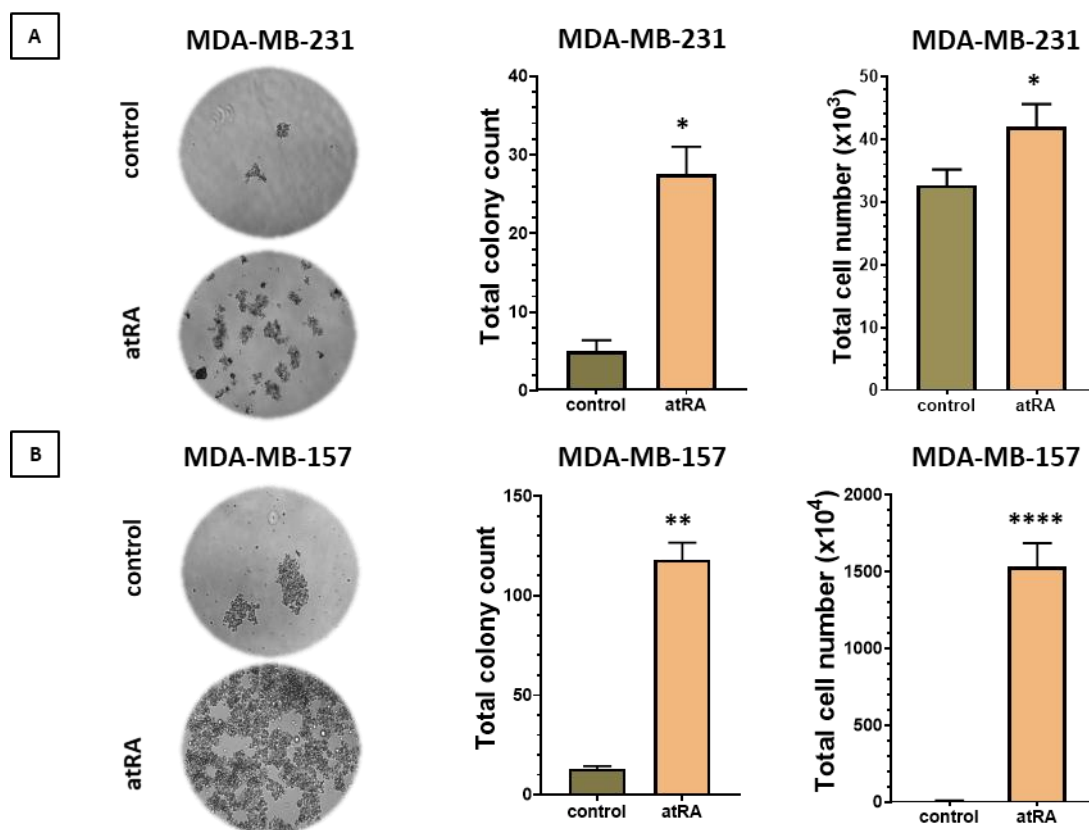 A
MDA-MB-231
control
atRA
MDA-MB-231
Total colony count
40
30
20
10
0
*
control
atRA
MDA-MB-231
Total cell number (x10³)
50
40
30
20
10
0
*
control
atRA
B
MDA-MB-157
control
atRA
MDA-MB-157
Total colony count
150
100
50
0
**
control
atRA
MDA-MB-157
Total cell number (x10⁴)
2000
1500
1000
500
0
****
control
atRA